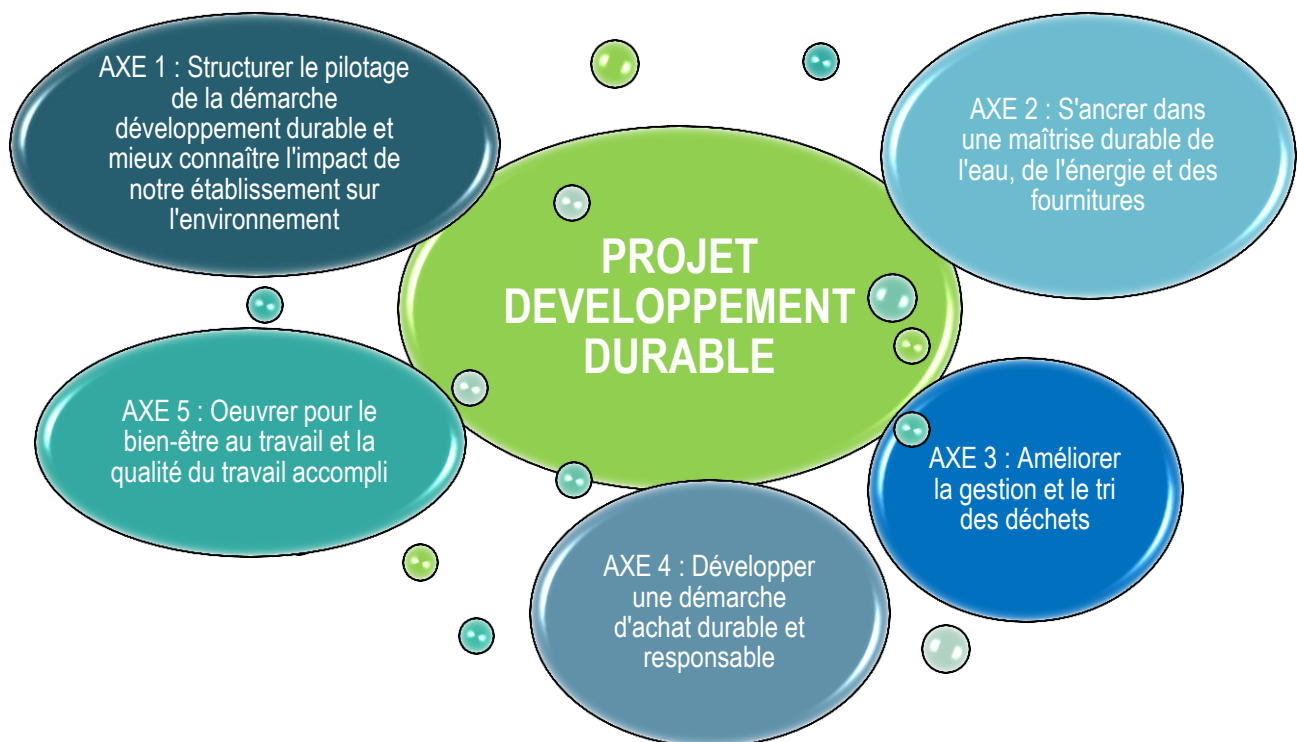 AXE 1 : Structurer le pilotage
de la démarche
développement durable et
mieux connaître l'impact de
notre établissement sur
l'environnement
AXE 2 : S'ancrer dans
une maîtrise durable de
l'eau, de l'énergie et des
fournitures
PROJET
DEVELOPPEMENT
DURABLE
AXE 5 : Oeuvrer pour le
bien-être au travail et la
qualité du travail accompli
AXE 3 : Améliorer
la gestion et le tri
des déchets
AXE 4 : Développer
une démarche
d'achat durable et
responsable